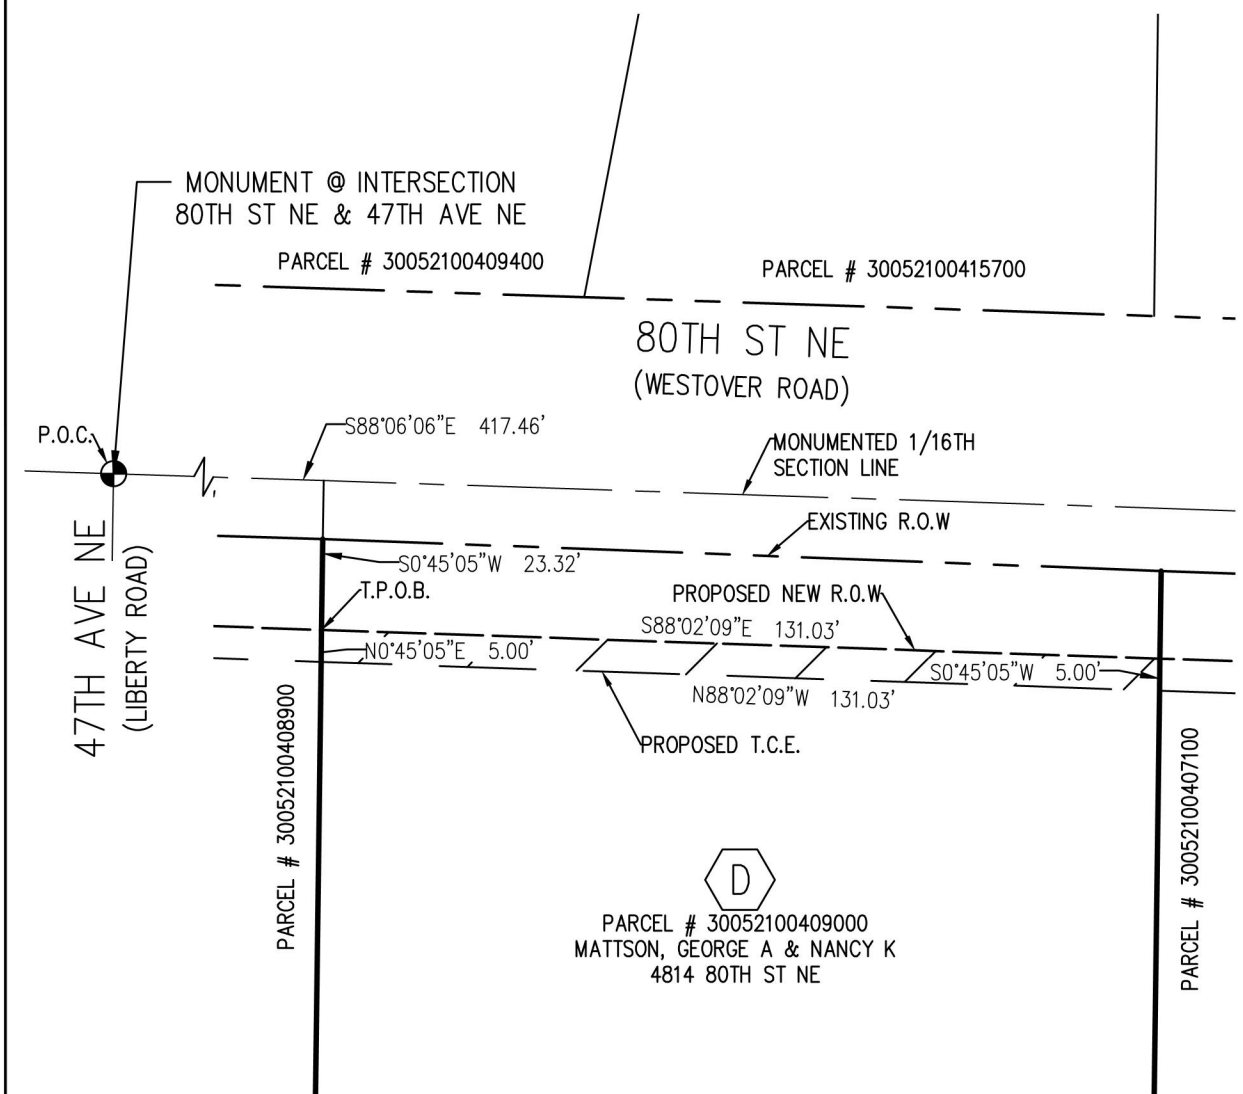 MONUMENT @ INTERSECTION
80TH ST NE & 47TH AVE NE
PARCEL # 30052100409400
PARCEL # 30052100415700
80TH ST NE
(WESTOVER ROAD)
P.O.C.
S88°06'06"E 417.46'
MONUMENTED 1/16TH
SECTION LINE
EXISTING R.O.W
47TH AVE NE
(LIBERTY ROAD)
S0°45'05"W 23.32'
T.P.O.B.
PROPOSED NEW R.O.W
S88°02'09"E 131.03'
N0°45'05"E 5.00'
S0°45'05"W 5.00'
N88°02'09"W 131.03'
PROPOSED T.C.E.
PARCEL # 30052100408900
PARCEL # 30052100407100
D
PARCEL # 30052100409000
MATTSON, GEORGE A & NANCY K
4814 80TH ST NE